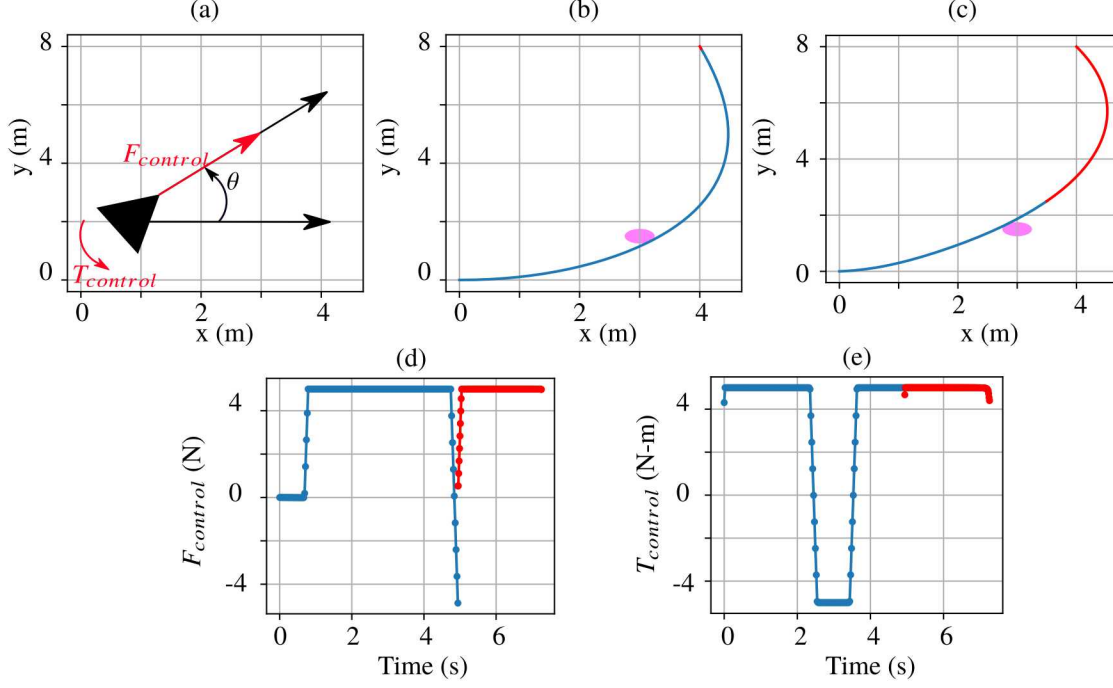 (a)
8
4
0
y (m)
F_control
θ
T_control
0
2
4
x (m)
(b)
8
4
0
y (m)
0
2
4
x (m)
(c)
8
4
0
y (m)
0
2
4
x (m)
(d)
4
0
-4
F_control (N)
0
2
4
6
Time (s)
(e)
4
0
-4
T_control (N-m)
0
2
4
6
Time (s)